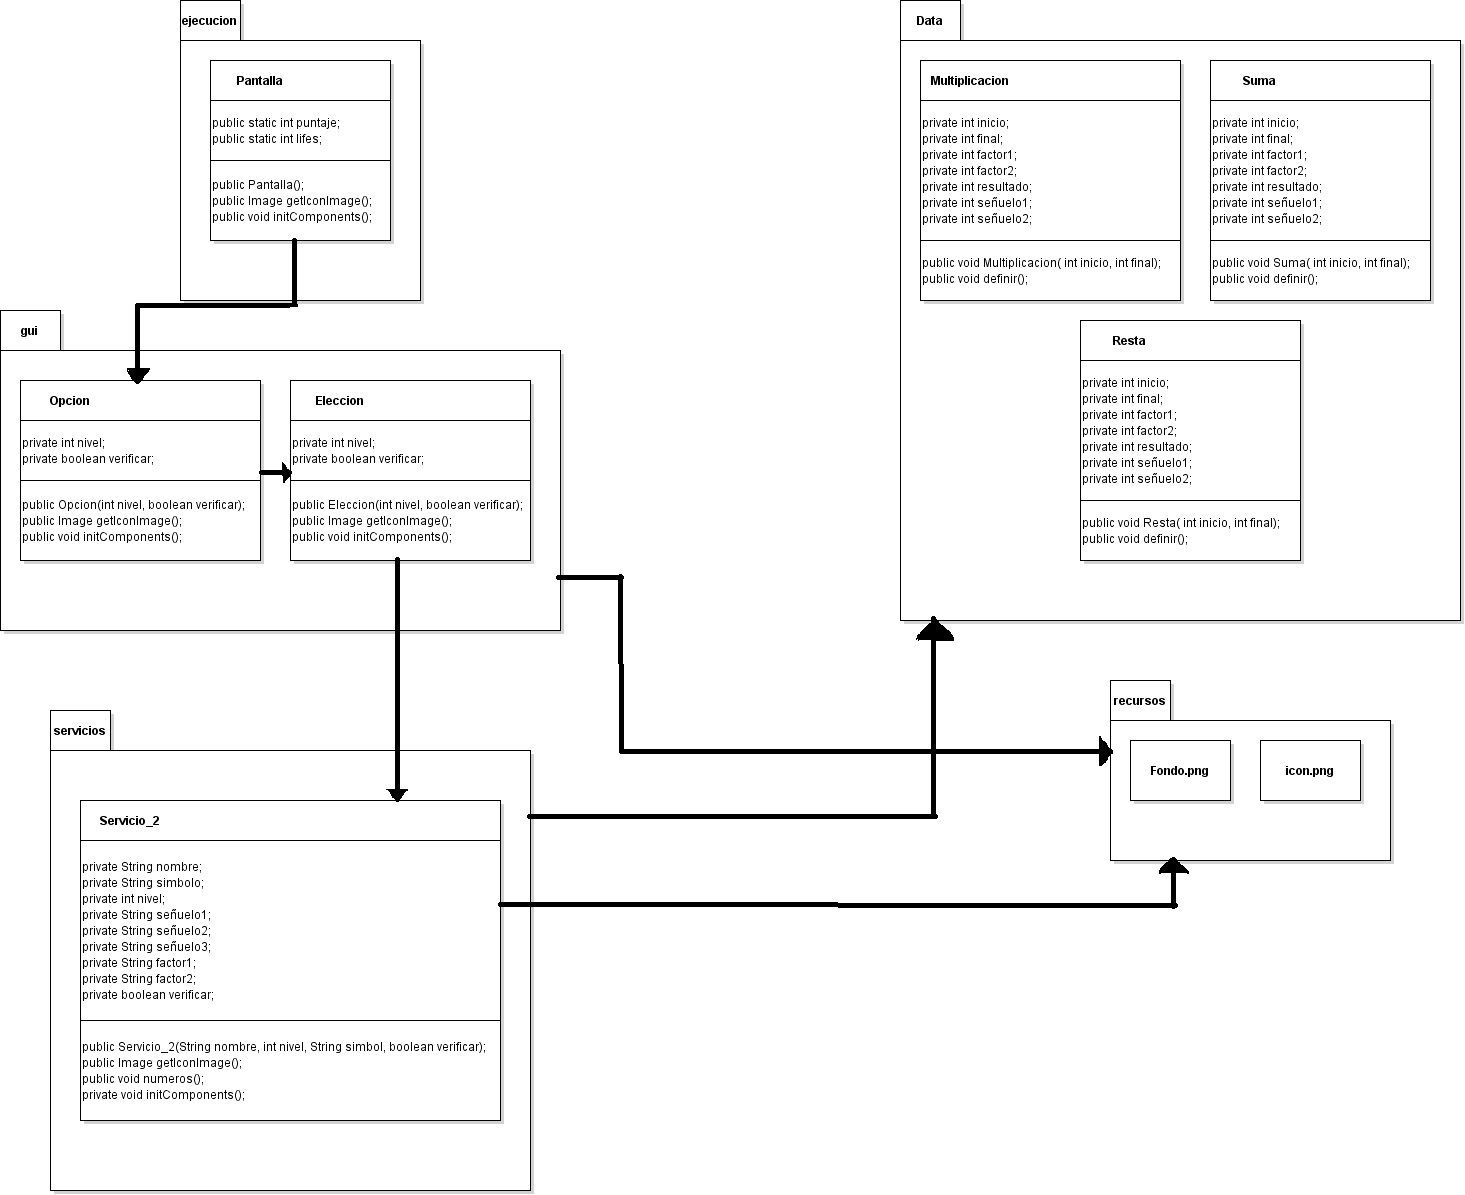 ejecucion
Pantalla
public static int puntaje;
public static int lifes;
public Pantalla();
public Image getIconImage();
public void initComponents();
gui
Opcion
private int nivel;
private boolean verificar;
public Opcion(int nivel, boolean verificar);
public Image getIconImage();
public void initComponents();
Eleccion
private int nivel;
private boolean verificar;
public Eleccion(int nivel, boolean verificar);
public Image getIconImage();
public void initComponents();
servicios
Servicio_2
private String nombre;
private String simbolo;
private int nivel;
private String señuelo1;
private String señuelo2;
private String señuelo3;
private String factor1;
private String factor2;
private boolean verificar;
public Servicio_2(String nombre, int nivel, String simbol, boolean verificar);
public Image getIconImage();
public void numeros();
private void initComponents();
Data
Multiplicacion
private int inicio;
private int final;
private int factor1;
private int factor2;
private int resultado;
private int señuelo1;
private int señuelo2;
public void Multiplicacion( int inicio, int final);
public void definir();
Suma
private int inicio;
private int final;
private int factor1;
private int factor2;
private int resultado;
private int señuelo1;
private int señuelo2;
public void Suma( int inicio, int final);
public void definir();
Resta
private int inicio;
private int final;
private int factor1;
private int factor2;
private int resultado;
private int señuelo1;
private int señuelo2;
public void Resta( int inicio, int final);
public void definir();
recursos
Fondo.png
icon.png